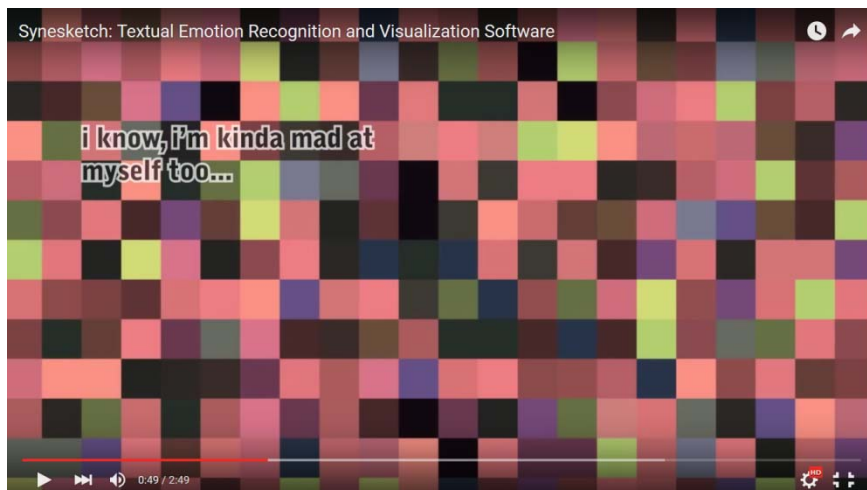 Synesketch: Textual Emotion Recognition and Visualization Software
i know, i'm kinda mad at
myself too...
0:49 / 2:49
HD